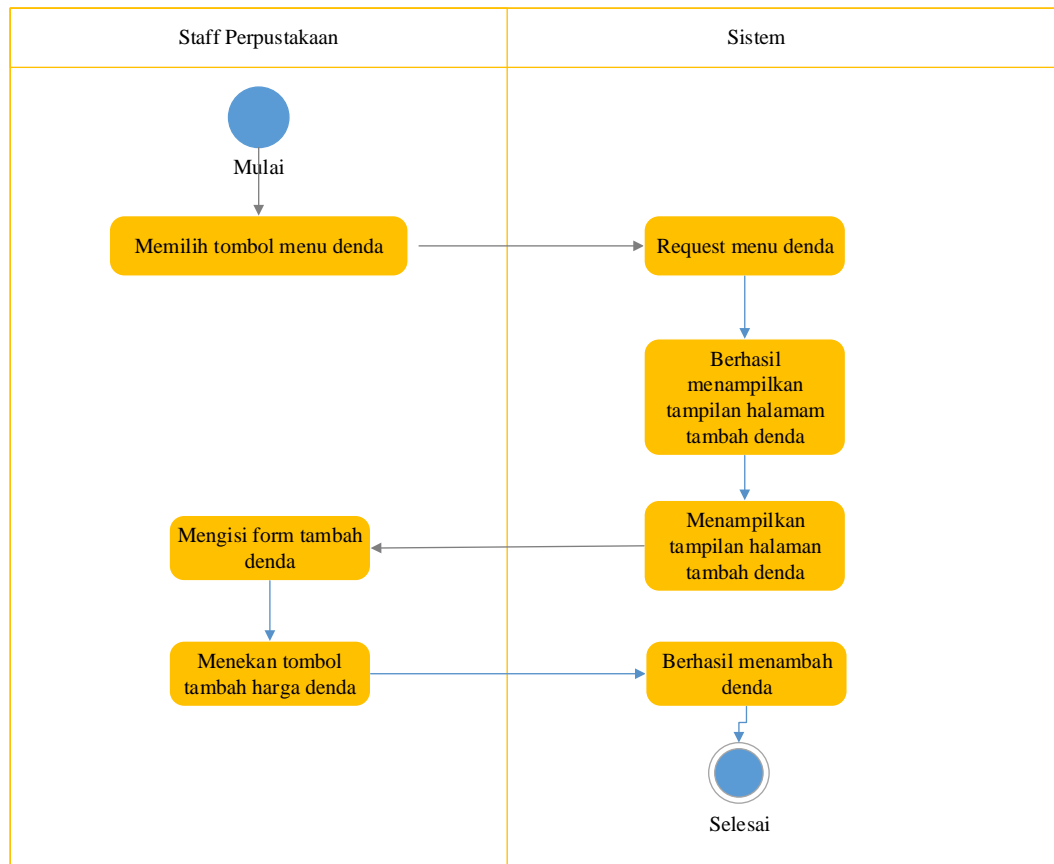 Staff Perpustakaan
Sistem
Mulai
Memilih tombol menu denda
Request menu denda
Berhasil
menampilkan
tampilan halamam
tambah denda
Menampilkan
tampilan halaman
tambah denda
Mengisi form tambah
denda
Menekan tombol
tambah harga denda
Berhasil menambah
denda
Selesai